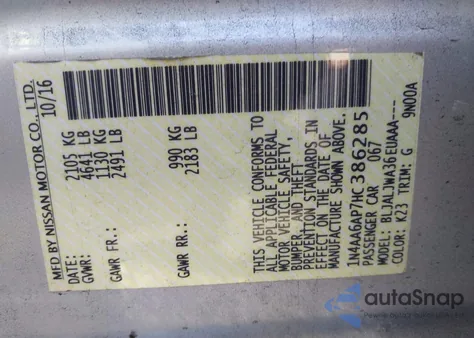 MFD BY NISSAN MOTOR CO., LTD.
DATE: 10/16
GVWR: 2105 KG
4641 LB
GAWR FR.: 1130 KG
2491 LB
GAWR RR.: 990 KG
2183 LB
THIS VEHICLE CONFORMS TO
ALL APPLICABLE FEDERAL
MOTOR VEHICLE SAFETY,
BUMPER, AND THEFT
PREVENTION STANDARDS IN
EFFECT ON THE DATE OF
MANUFACTURE SHOWN ABOVE.
1N4AA6AP7HC386285
PASSENGER CAR 067
MODEL: BLJALJWA36EUAAA---
COLOR: K23 TRIM: G 9N00A
autoSnap